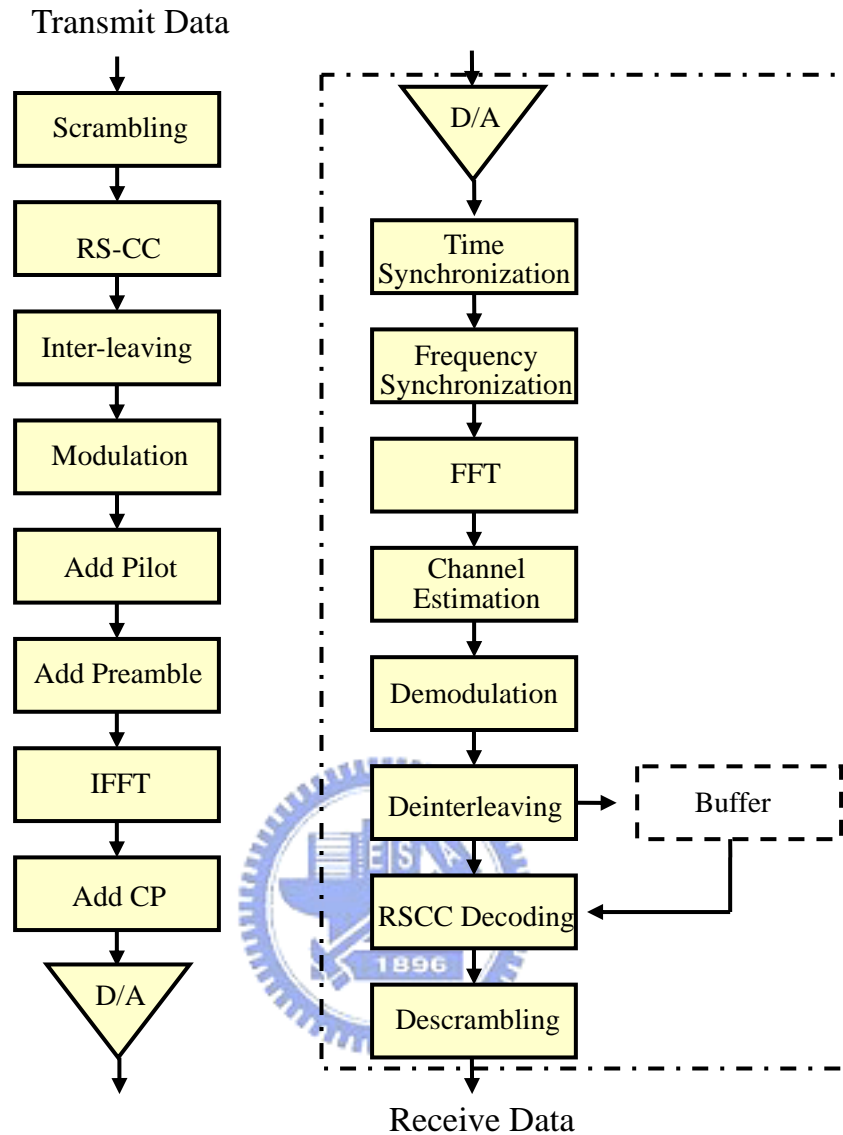 Transmit Data
Scrambling
RS-CC
Inter-leaving
Modulation
Add Pilot
Add Preamble
IFFT
Add CP
D/A
D/A
Time
Synchronization
Frequency
Synchronization
FFT
Channel
Estimation
Demodulation
Deinterleaving
Buffer
RSCC Decoding
Descrambling
Receive Data
E S A
1896